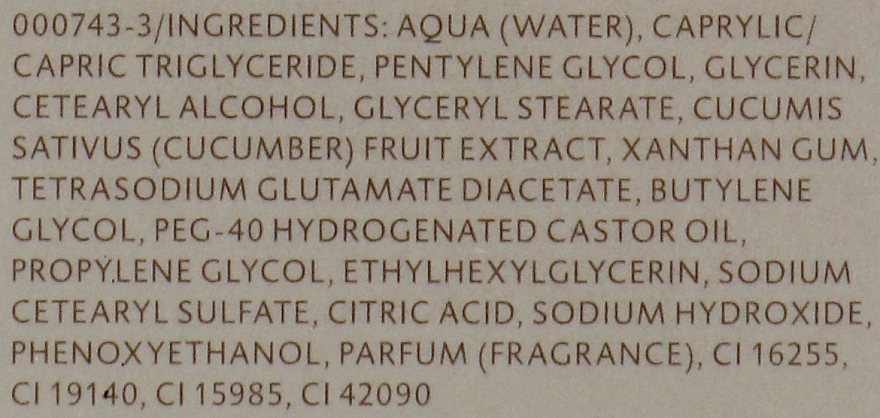 000743-3/INGREDIENTS: AQUA (WATER), CAPRYLIC/
CAPRIC TRIGLYCERIDE, PENTYLENE GLYCOL, GLYCERIN,
CETEARYL ALCOHOL, GLYCERYL STEARATE, CUCUMIS
SATIVUS (CUCUMBER) FRUIT EXTRACT, XANTHAN GUM,
TETRASODIUM GLUTAMATE DIACETATE, BUTYLENE
GLYCOL, PEG-40 HYDROGENATED CASTOR OIL,
PROPYLENE GLYCOL, ETHYLHEXYLGLYCERIN, SODIUM
CETEARYL SULFATE, CITRIC ACID, SODIUM HYDROXIDE,
PHENOXYETHANOL, PARFUM (FRAGRANCE), CI 16255,
CI 19140, CI 15985, CI 42090